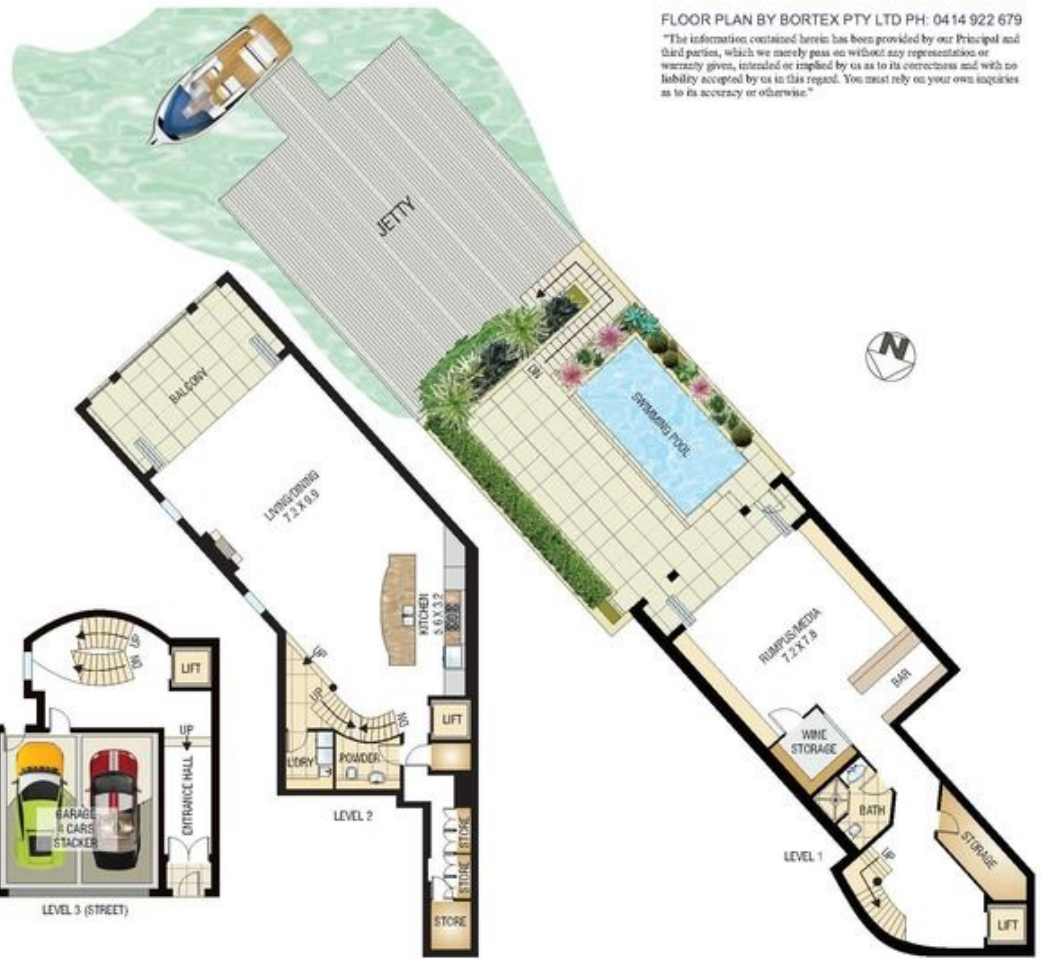 FLOOR PLAN BY BORTEX PTY LTD PH: 0414 922 679
"The information contained herein has been provided by our Principal and
third parties, which we merely pass on without any representation or
warranty given, intended or implied by us as to its correctness and with no
liability accepted by us in this regard. You must rely on your own inquiries
as to its accuracy or otherwise."
JETTY
N
BALCONY
DN
SWIMMING POOL
LIVING/DINING
7.2 X 9.9
KITCHEN
5.6 X 3.2
RUMPUS/MEDIA
7.2 X 7.6
BAR
UP
DN
LIFT
UP
UP
DN
LIFT
UP
WINE
STORAGE
L'DRY
POWDER
ENTRANCE HALL
GARAGE
4 CARS
STACKER
BATH
STORE
STORE
STORE
STORAGE
UP
LIFT
LEVEL 2
LEVEL 1
LEVEL 3 (STREET)